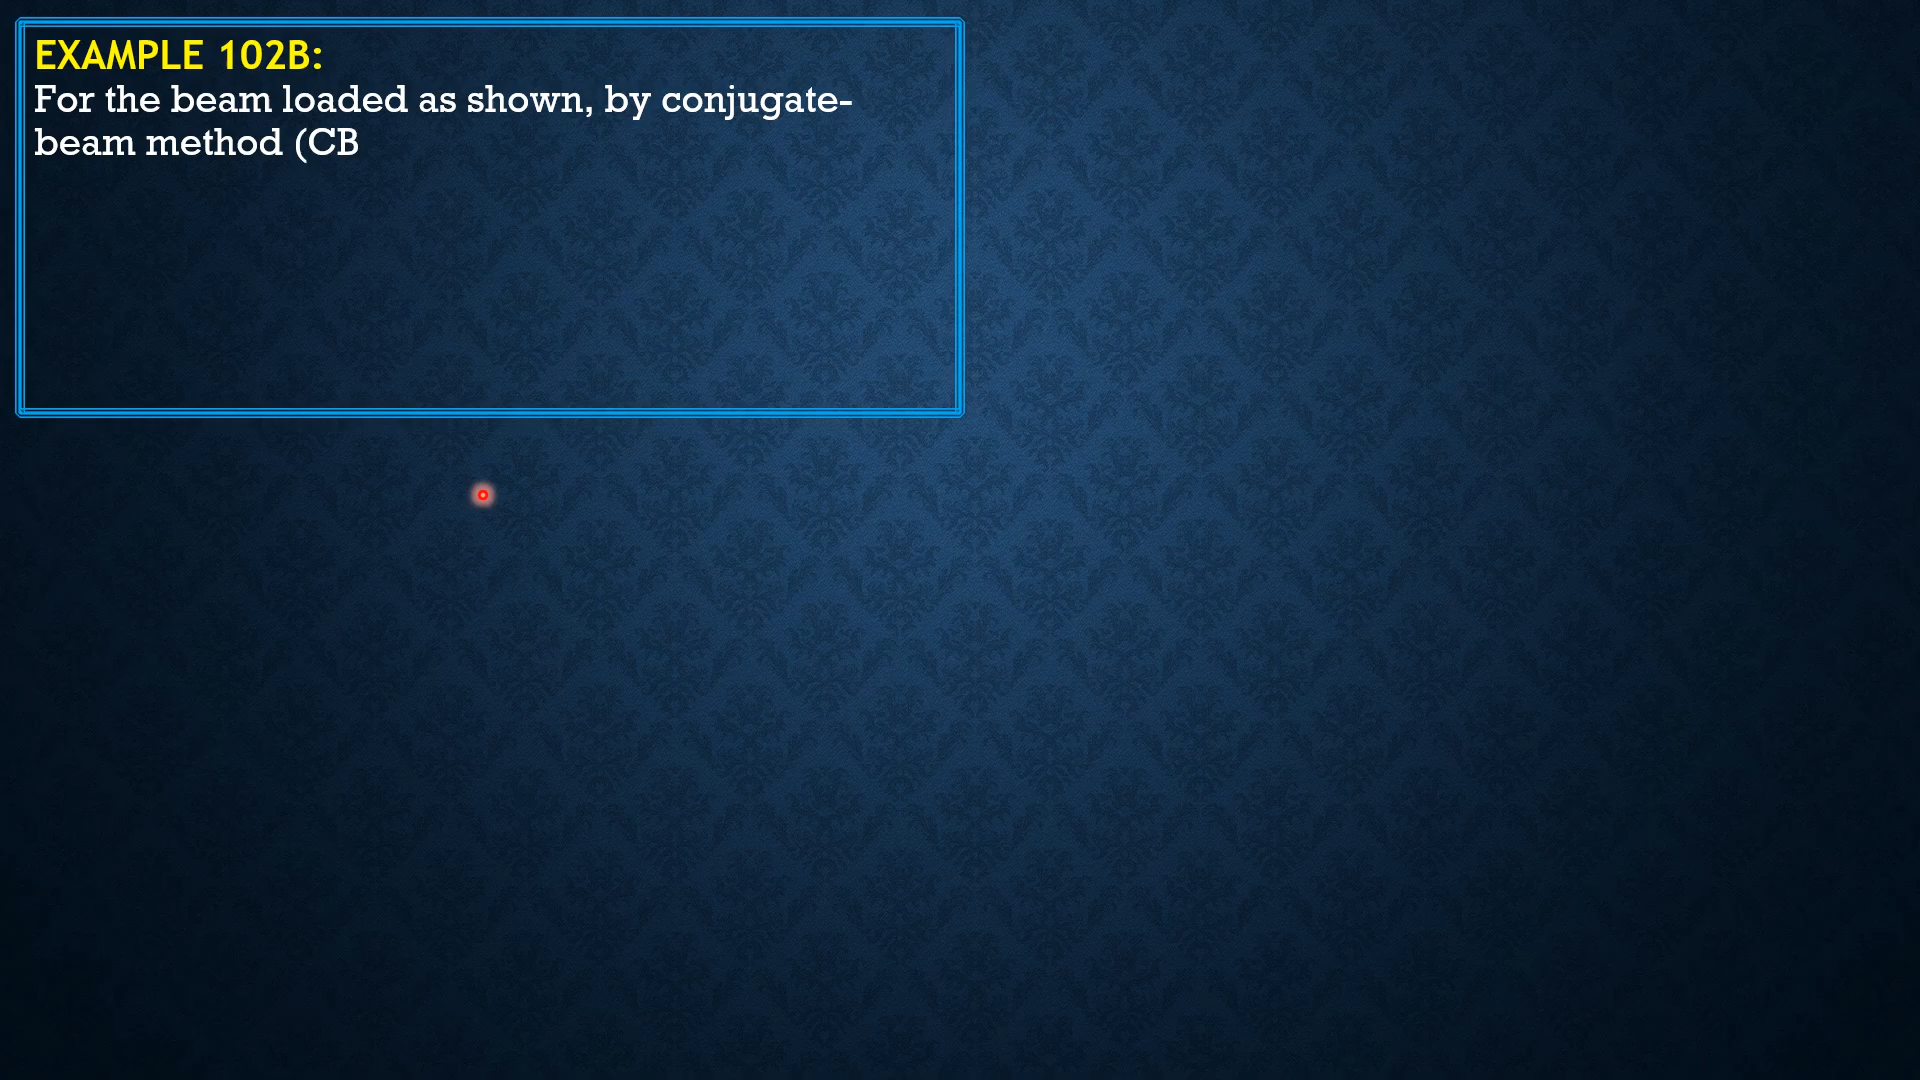 EXAMPLE 102B:
For the beam loaded as shown, by conjugate-
beam method (CB